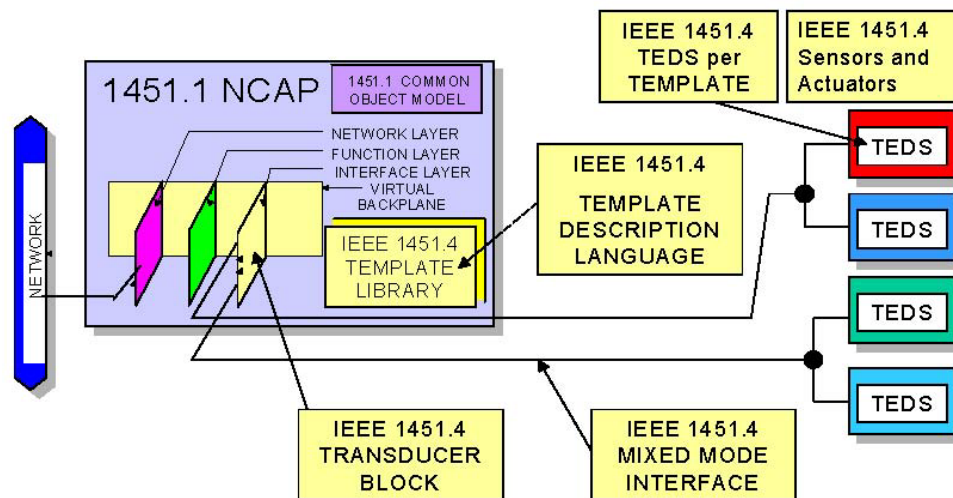 IEEE 1451.4
TEDS per
TEMPLATE
IEEE 1451.4
Sensors and
Actuators
1451.1 NCAP
1451.1 COMMON
OBJECT MODEL
NETWORK LAYER
FUNCTION LAYER
INTERFACE LAYER
VIRTUAL
BACKPLANE
IEEE 1451.4
TEMPLATE
LIBRARY
IEEE 1451.4
TEMPLATE
DESCRIPTION
LANGUAGE
TEDS
TEDS
TEDS
TEDS
NETWORK
IEEE 1451.4
TRANSDUCER
BLOCK
IEEE 1451.4
MIXED MODE
INTERFACE